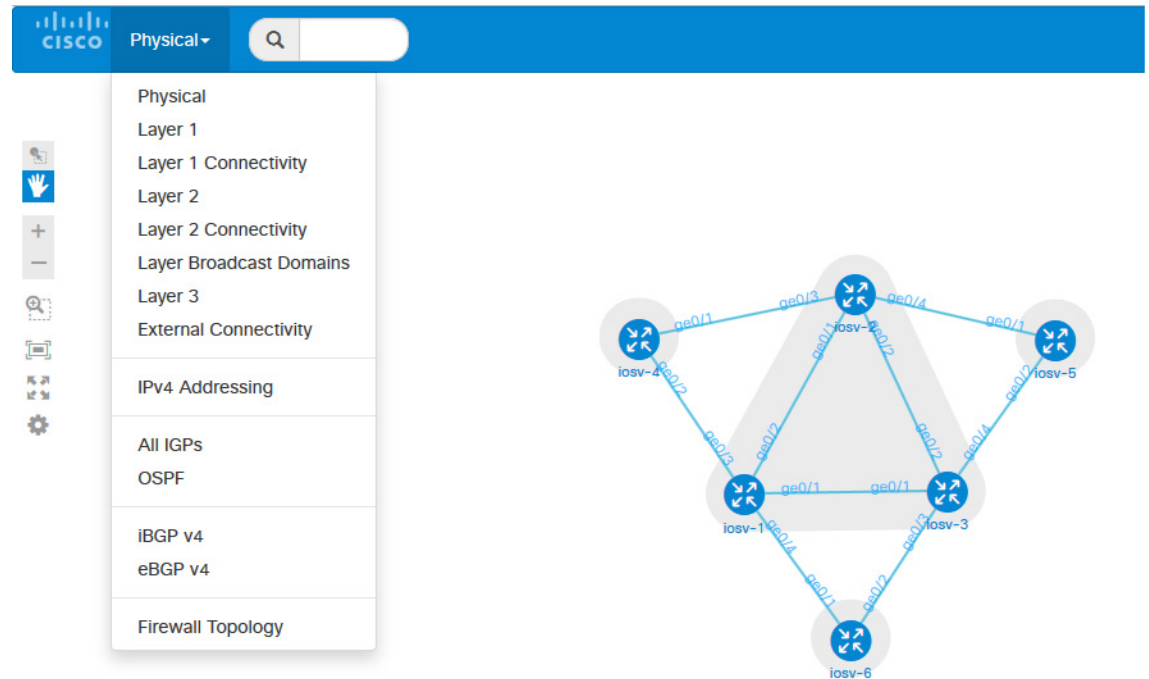 CISCO
Physical
Physical
Layer 1
Layer 1 Connectivity
Layer 2
Layer 2 Connectivity
Layer Broadcast Domains
Layer 3
External Connectivity
IPv4 Addressing
All IGPs
OSPF
iBGP v4
eBGP v4
Firewall Topology
ge0/3
ge0/4
ge0/1
ge0/1
iosv-2
ge0/1
ge0/2
iosv-4
ge0/2
ge0/2
iosv-5
ge0/3
ge0/2
ge0/2
ge0/4
ge0/1
ge0/1
iosv-1
ge0/4
ge0/3
iosv-3
ge0/1
ge0/2
iosv-6